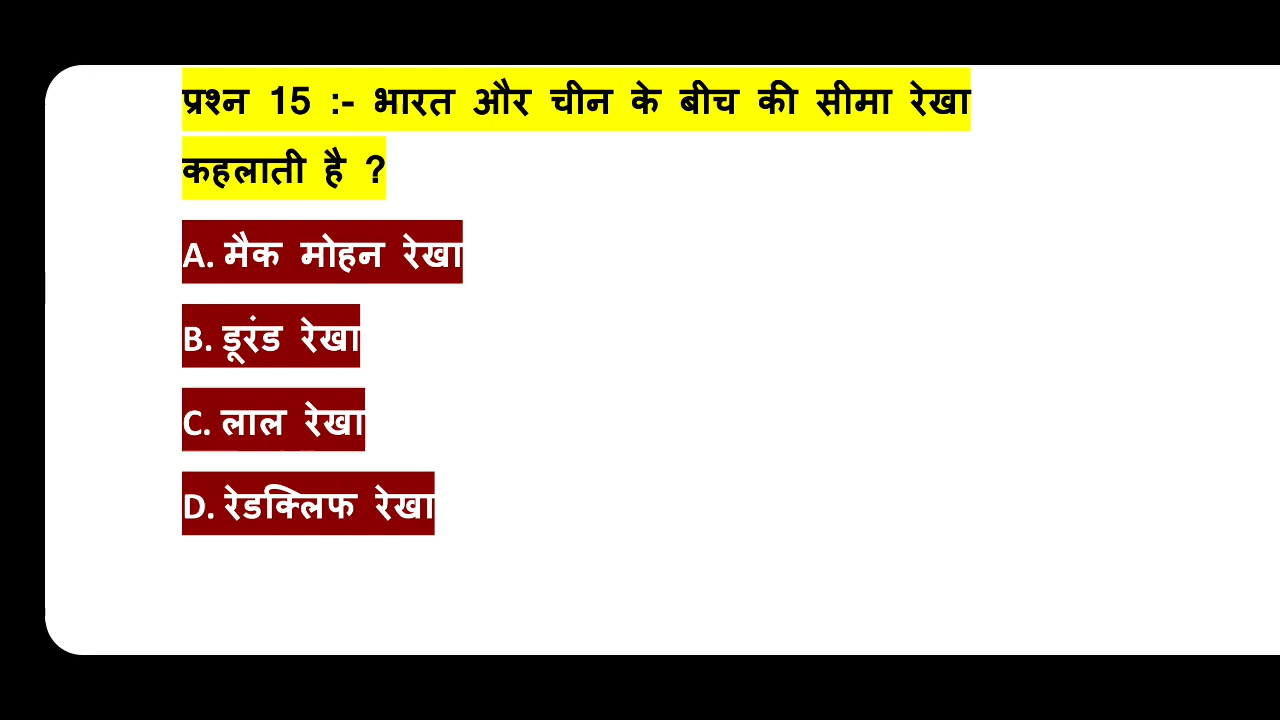 प्रश्न 15 :- भारत और चीन के बीच की सीमा रेखा
कहलाती है ?
A. मैक मोहन रेखा
B. डूरंड रेखा
C. लाल रेखा
D. रेडक्लिफ रेखा